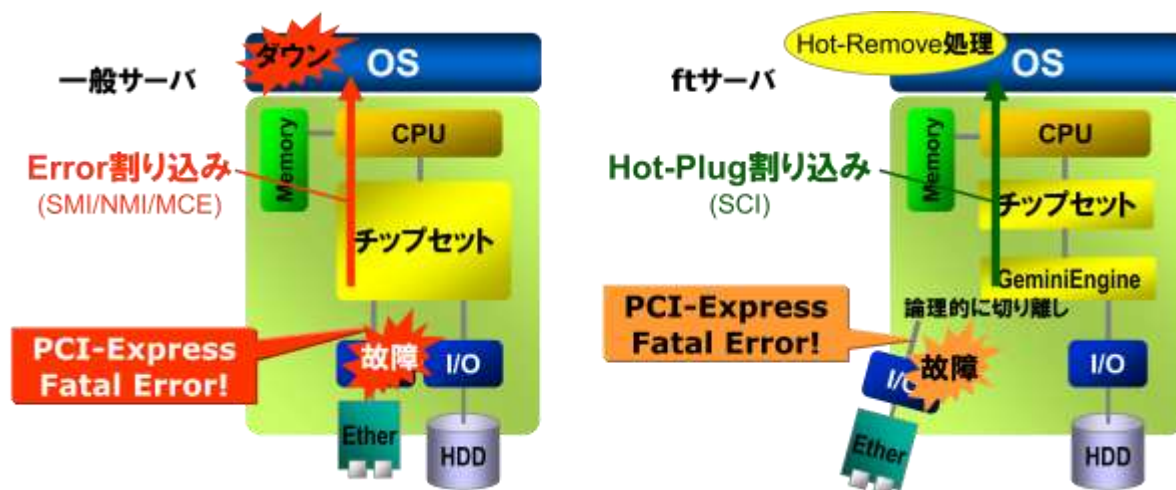 ダウン
OS
一般サーバ
CPU
Memory
Error割り込み
(SMI/NMI/MCE)
チップセット
PCI-Express
Fatal Error!
故障
I/O
Ether
HDD
Hot-Remove処理
OS
ftサーバ
CPU
Memory
Hot-Plug割り込み
(SCI)
チップセット
GeminiEngine
論理的に切り離し
PCI-Express
Fatal Error!
I/O
故障
I/O
Ether
HDD